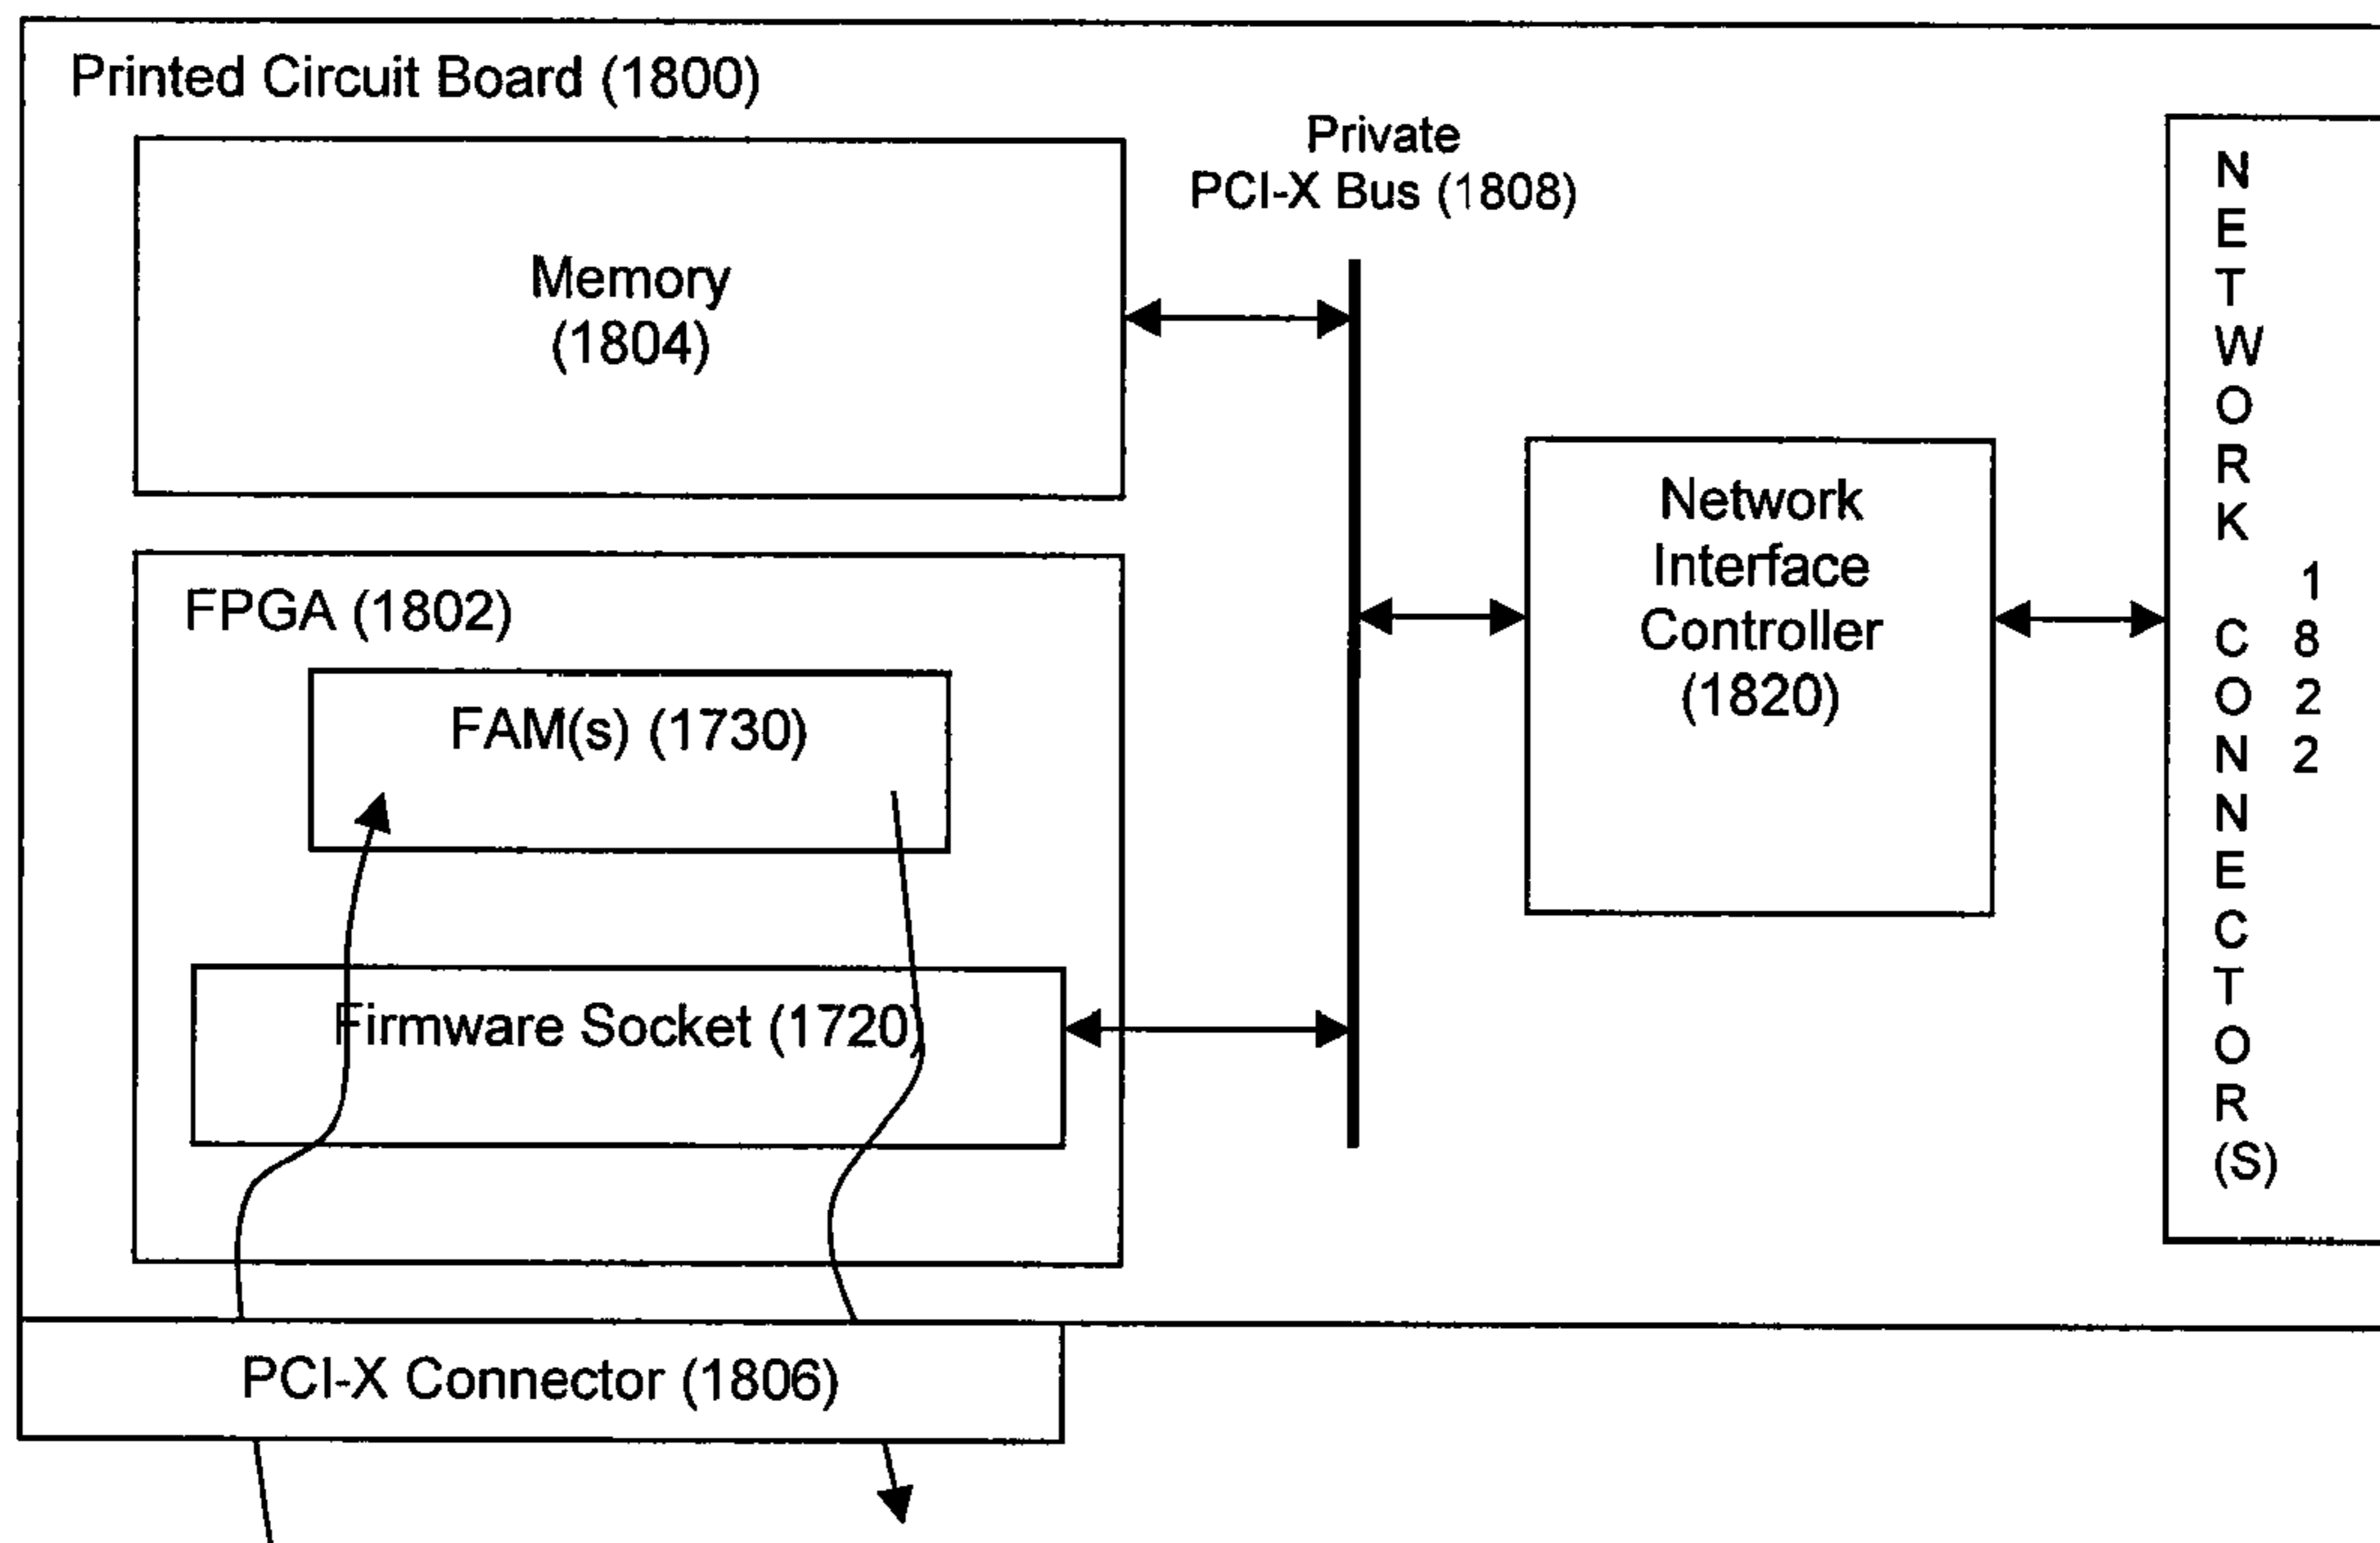 Printed Circuit Board (1800)
Private
PCI-X Bus (1808)
Memory
(1804)
FPGA (1802)
FAM(s) (1730)
Firmware Socket (1720)
Network
Interface
Controller
(1820)
NETWORK CONNECTOR(S)
1822
PCI-X Connector (1806)